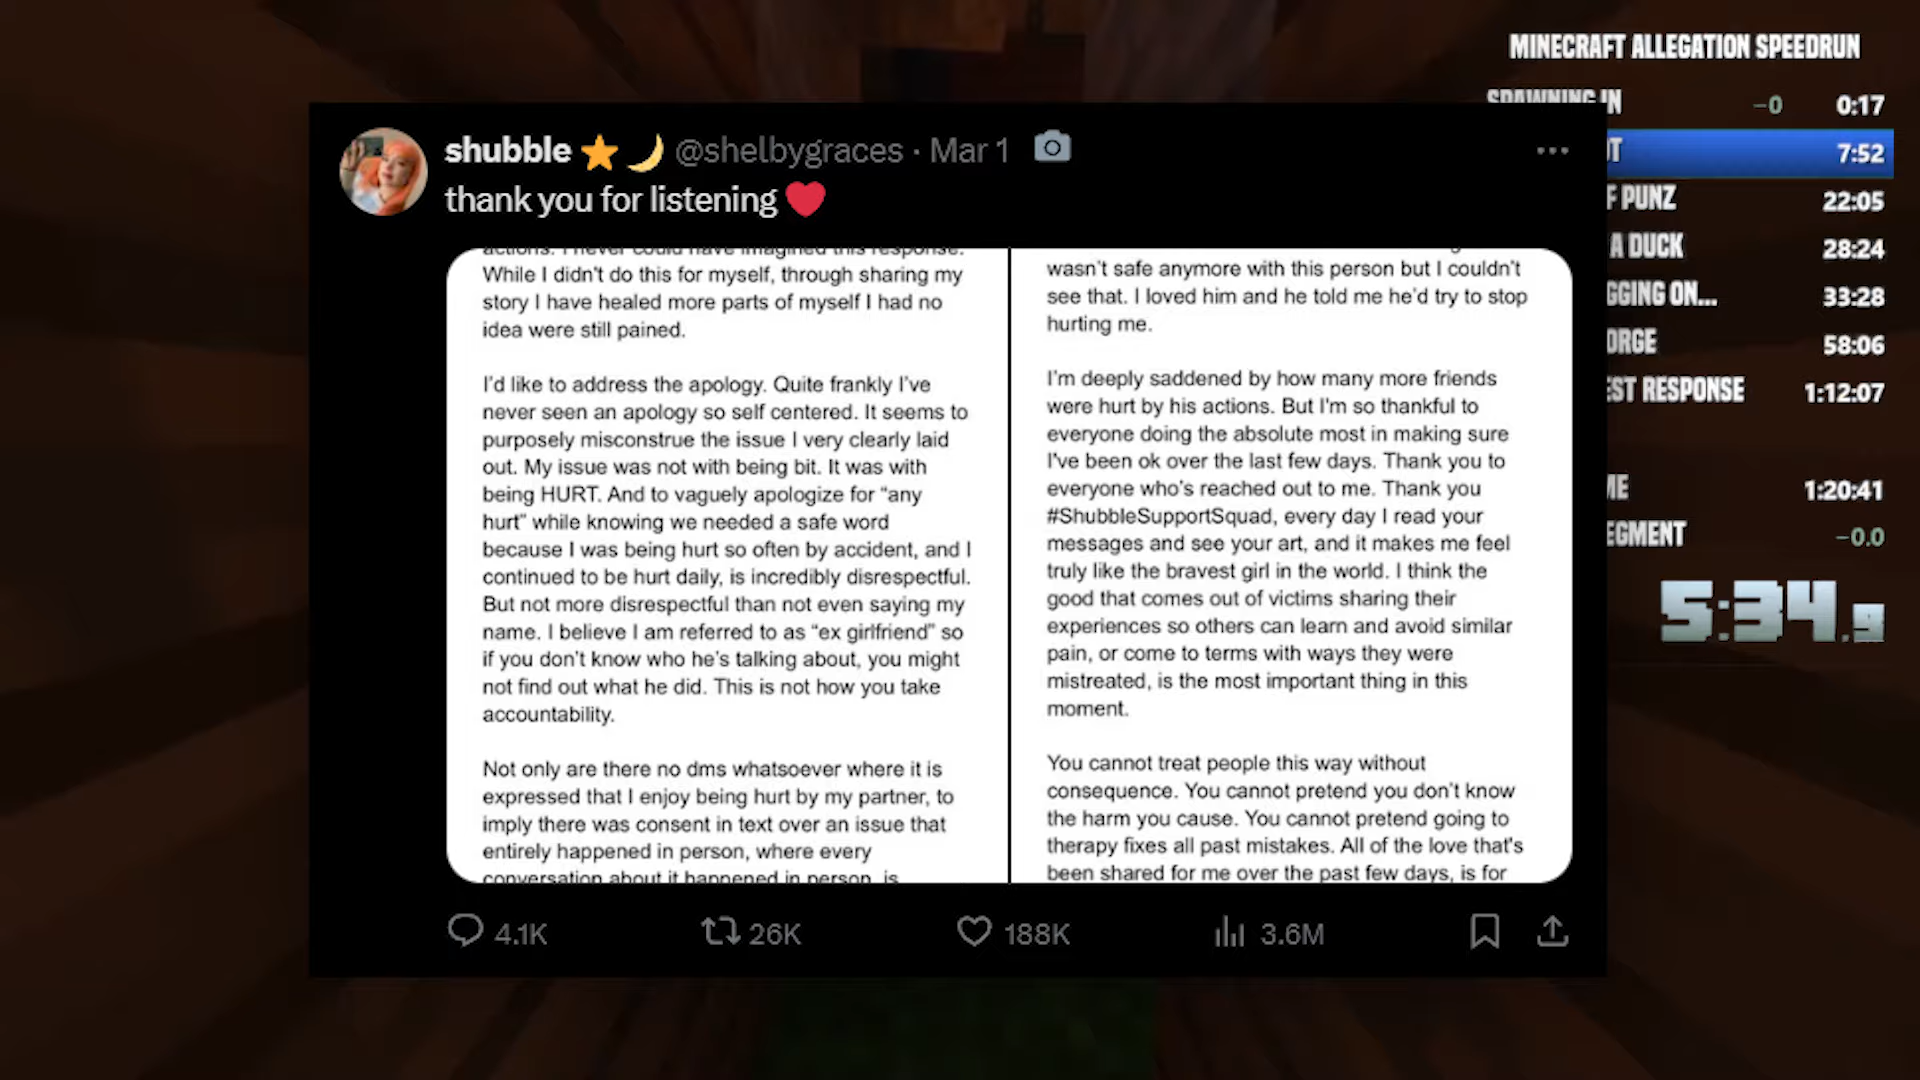 MINECRAFT ALLEGATION SPEEDRUN
SPAWNING IN -0 0:17
7:52
F PUNZ 22:05
A DUCK 28:24
GGING ON... 33:28
ORGE 58:06
EST RESPONSE 1:12:07
ME 1:20:41
EGMENT -0.0
5:34.9
shubble @shelbygraces · Mar 1
thank you for listening
actions. I never could have imagined this response.
While I didn't do this for myself, through sharing my
story I have healed more parts of myself I had no
idea were still pained.
I'd like to address the apology. Quite frankly I've
never seen an apology so self centered. It seems to
purposely misconstrue the issue I very clearly laid
out. My issue was not with being bit. It was with
being HURT. And to vaguely apologize for "any
hurt" while knowing we needed a safe word
because I was being hurt so often by accident, and I
continued to be hurt daily, is incredibly disrespectful.
But not more disrespectful than not even saying my
name. I believe I am referred to as "ex girlfriend" so
if you don't know who he's talking about, you might
not find out what he did. This is not how you take
accountability.
Not only are there no dms whatsoever where it is
expressed that I enjoy being hurt by my partner, to
imply there was consent in text over an issue that
entirely happened in person, where every
conversation about it happened in person, is
wasn't safe anymore with this person but I couldn't
see that. I loved him and he told me he'd try to stop
hurting me.
I'm deeply saddened by how many more friends
were hurt by his actions. But I'm so thankful to
everyone doing the absolute most in making sure
I've been ok over the last few days. Thank you to
everyone who's reached out to me. Thank you
#ShubbleSupportSquad, every day I read your
messages and see your art, and it makes me feel
truly like the bravest girl in the world. I think the
good that comes out of victims sharing their
experiences so others can learn and avoid similar
pain, or come to terms with ways they were
mistreated, is the most important thing in this
moment.
You cannot treat people this way without
consequence. You cannot pretend you don't know
the harm you cause. You cannot pretend going to
therapy fixes all past mistakes. All of the love that's
been shared for me over the past few days, is for
4.1K 26K 188K 3.6M